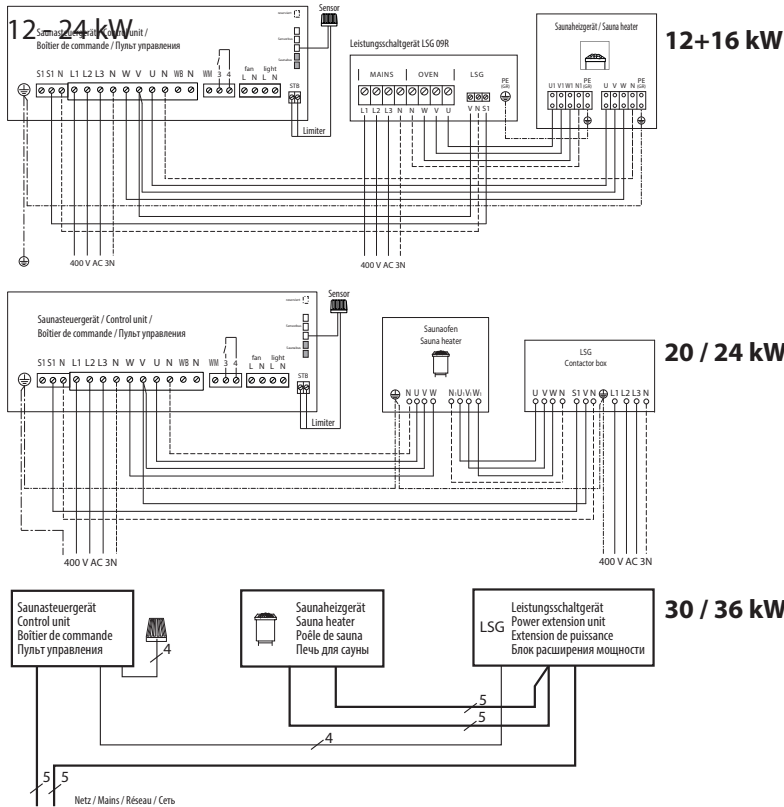 12 – 24 kW
Saunasteuergerät / Control unit /
Boîtier de commande / Пульт управления
Sensor
S1 S1 N L1 L2 L3 N W V U N WB N WM 3 4
fan light
L N L N
STB
Limiter
400 V AC 3N
Leistungsschaltgerät LSG 09R
MAINS OVEN LSG
PE
(GR)
L1 L2 L3 N N W V U V N S1
400 V AC 3N
Saunaheizgerät / Sauna heater
U1 V1 W1 N1 PE U V W N PE
(GR) (GR)
12+16 kW
Saunasteuergerät / Control unit /
Boîtier de commande / Пульт управления
Sensor
S1 S1 N L1 L2 L3 N W V U N WB N WM 3 4
fan light
L N L N
STB
Limiter
400 V AC 3N
Saunaofen
Sauna heater
N U V W N1 U1 V1 W1
LSG
Contactor box
U V W N S1 V N L1 L2 L3 N
400 V AC 3N
20 / 24 kW
Saunasteuergerät
Control unit
Boîtier de commande
Пульт управления
4
Saunaheizgerät
Sauna heater
Poêle de sauna
Печь для сауны
LSG
Leistungsschaltgerät
Power extension unit
Extension de puissance
Блок расширения мощности
30 / 36 kW
5
5
4
5 5
Netz / Mains / Réseau / Сеть